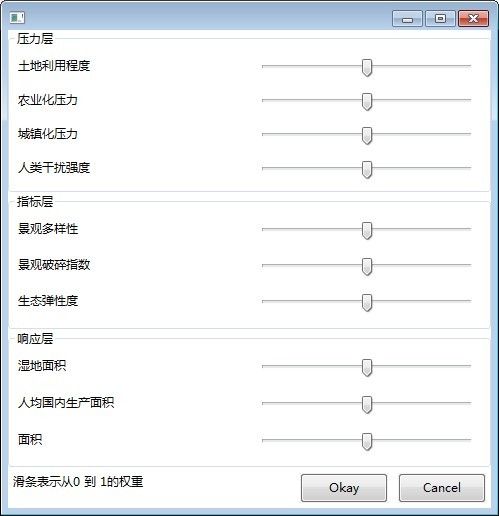 压力层
土地利用程度
农业化压力
城镇化压力
人类干扰强度
指标层
景观多样性
景观破碎指数
生态弹性度
响应层
湿地面积
人均国内生产面积
面积
滑条表示从0 到 1的权重
Okay
Cancel